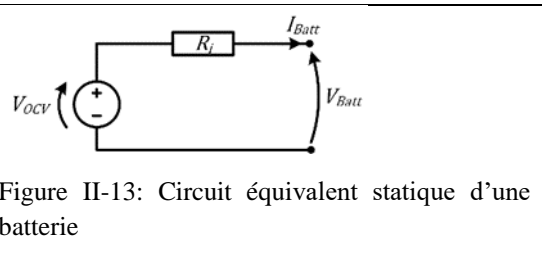 I_Batt
R_i
V_OCV
+
−
V_Batt
Figure II-13: Circuit équivalent statique d’une
batterie